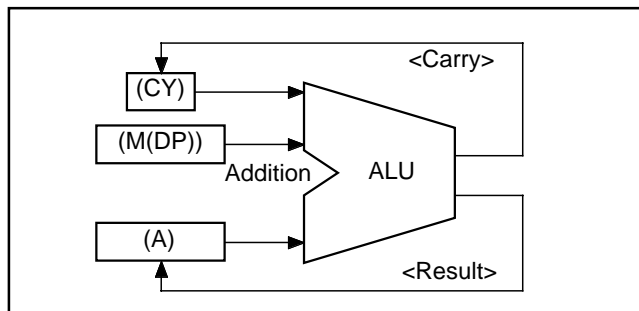 <Carry>
(CY)
(M(DP))
Addition
ALU
(A)
<Result>